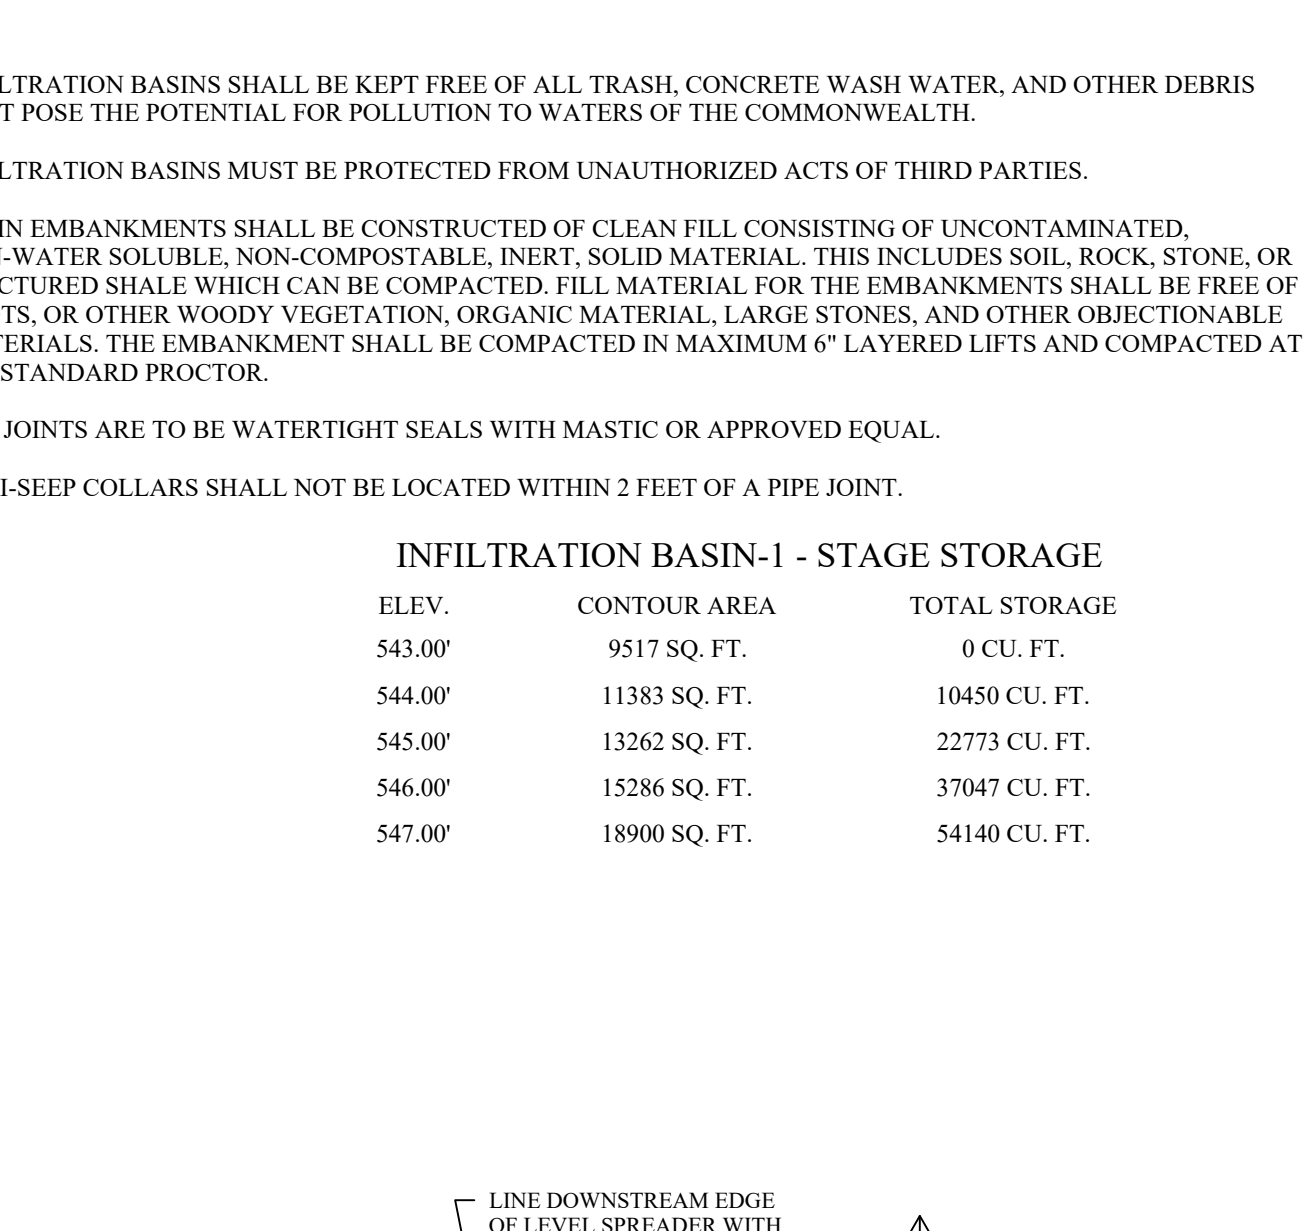 LTRATION BASINS SHALL BE KEPT FREE OF ALL TRASH, CONCRETE WASH WATER, AND OTHER DEBRIS
T POSE THE POTENTIAL FOR POLLUTION TO WATERS OF THE COMMONWEALTH.
LTRATION BASINS MUST BE PROTECTED FROM UNAUTHORIZED ACTS OF THIRD PARTIES.
IN EMBANKMENTS SHALL BE CONSTRUCTED OF CLEAN FILL CONSISTING OF UNCONTAMINATED,
-WATER SOLUBLE, NON-COMPOSTABLE, INERT, SOLID MATERIAL. THIS INCLUDES SOIL, ROCK, STONE, OR
CTURED SHALE WHICH CAN BE COMPACTED. FILL MATERIAL FOR THE EMBANKMENTS SHALL BE FREE OF
TS, OR OTHER WOODY VEGETATION, ORGANIC MATERIAL, LARGE STONES, AND OTHER OBJECTIONABLE
TERIALS. THE EMBANKMENT SHALL BE COMPACTED IN MAXIMUM 6" LAYERED LIFTS AND COMPACTED AT
STANDARD PROCTOR.
JOINTS ARE TO BE WATERTIGHT SEALS WITH MASTIC OR APPROVED EQUAL.
I-SEEP COLLARS SHALL NOT BE LOCATED WITHIN 2 FEET OF A PIPE JOINT.
INFILTRATION BASIN-1 - STAGE STORAGE
ELEV. CONTOUR AREA TOTAL STORAGE
543.00' 9517 SQ. FT. 0 CU. FT.
544.00' 11383 SQ. FT. 10450 CU. FT.
545.00' 13262 SQ. FT. 22773 CU. FT.
546.00' 15286 SQ. FT. 37047 CU. FT.
547.00' 18900 SQ. FT. 54140 CU. FT.
LINE DOWNSTREAM EDGE
OF LEVEL SPREADER WITH